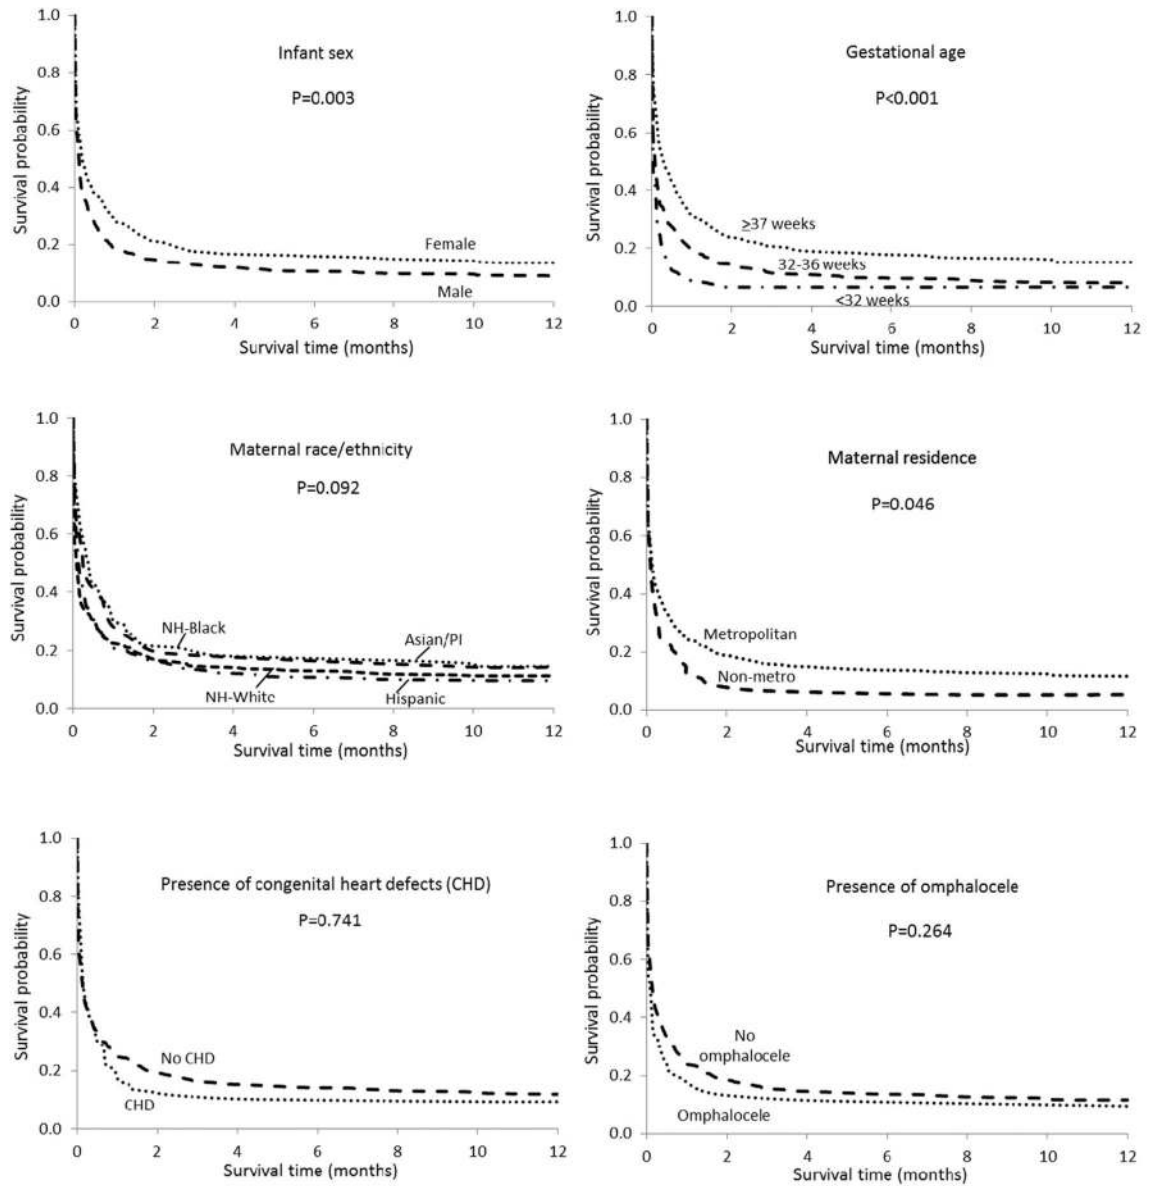 Infant sex
P=0.003
1.0
0.8
0.6
0.4
0.2
0.0
Survival probability
Female
Male
0 2 4 6 8 10 12
Survival time (months)
Gestational age
P<0.001
1.0
0.8
0.6
0.4
0.2
0.0
Survival probability
≥37 weeks
32-36 weeks
<32 weeks
0 2 4 6 8 10 12
Survival time (months)
Maternal race/ethnicity
P=0.092
1.0
0.8
0.6
0.4
0.2
0.0
Survival probability
NH-Black
Asian/PI
NH-White
Hispanic
0 2 4 6 8 10 12
Survival time (months)
Maternal residence
P=0.046
1.0
0.8
0.6
0.4
0.2
0.0
Survival probability
Metropolitan
Non-metro
0 2 4 6 8 10 12
Survival time (months)
Presence of congenital heart defects (CHD)
P=0.741
1.0
0.8
0.6
0.4
0.2
0.0
Survival probability
No CHD
CHD
0 2 4 6 8 10 12
Survival time (months)
Presence of omphalocele
P=0.264
1.0
0.8
0.6
0.4
0.2
0.0
Survival probability
No
omphalocele
Omphalocele
0 2 4 6 8 10 12
Survival time (months)